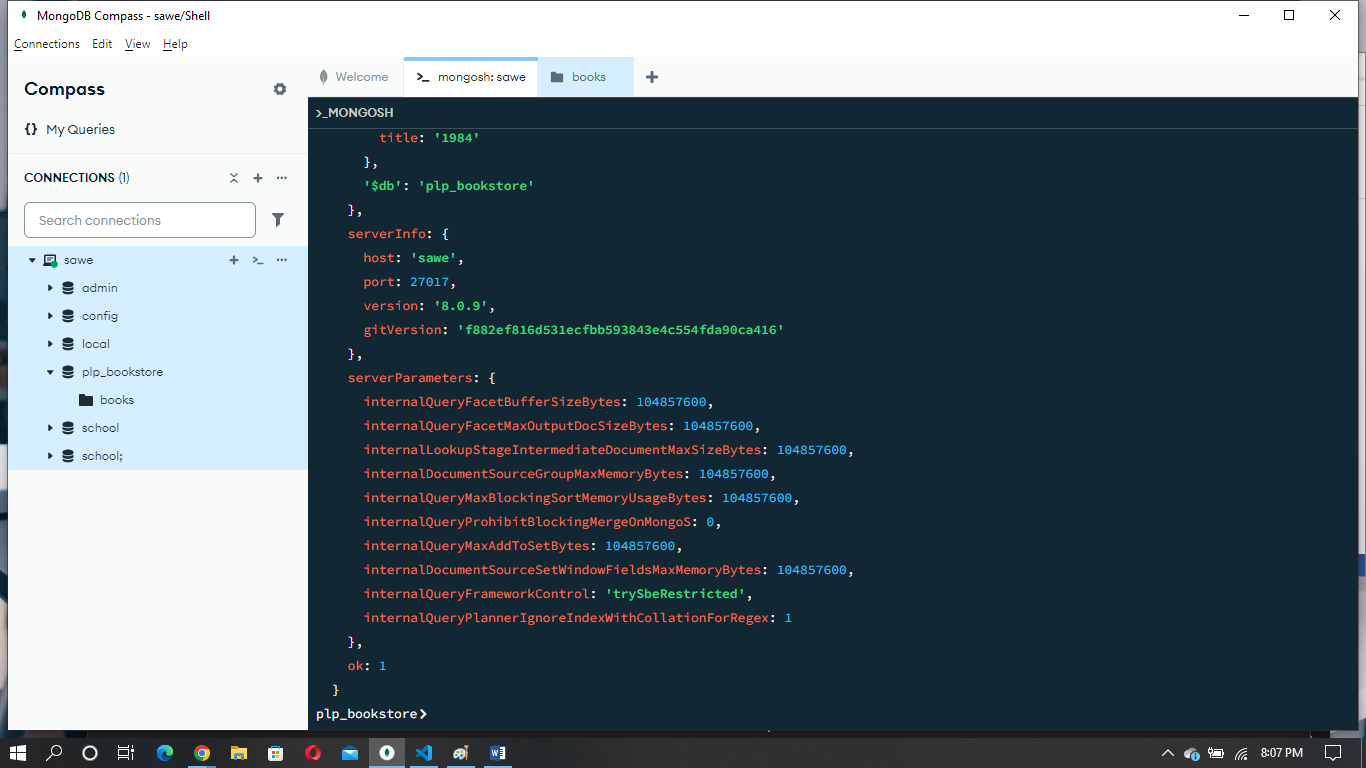 MongoDB Compass - sawe/Shell
Connections Edit View Help
Compass
My Queries
CONNECTIONS (1)
Search connections
sawe
admin
config
local
plp_bookstore
books
school
school;
Welcome
>_ mongosh: sawe
books
>_MONGOSH
title: '1984'
},
'$db': 'plp_bookstore'
},
serverInfo: {
host: 'sawe',
port: 27017,
version: '8.0.9',
gitVersion: 'f882ef816d531ecfbb593843e4c554fda90ca416'
},
serverParameters: {
internalQueryFacetBufferSizeBytes: 104857600,
internalQueryFacetMaxOutputDocSizeBytes: 104857600,
internalLookupStageIntermediateDocumentMaxSizeBytes: 104857600,
internalDocumentSourceGroupMaxMemoryBytes: 104857600,
internalQueryMaxBlockingSortMemoryUsageBytes: 104857600,
internalQueryProhibitBlockingMergeOnMongoS: 0,
internalQueryMaxAddToSetBytes: 104857600,
internalDocumentSourceSetWindowFieldsMaxMemoryBytes: 104857600,
internalQueryFrameworkControl: 'trySbeRestricted',
internalQueryPlannerIgnoreIndexWithCollationForRegex: 1
},
ok: 1
}
plp_bookstore>
8:07 PM